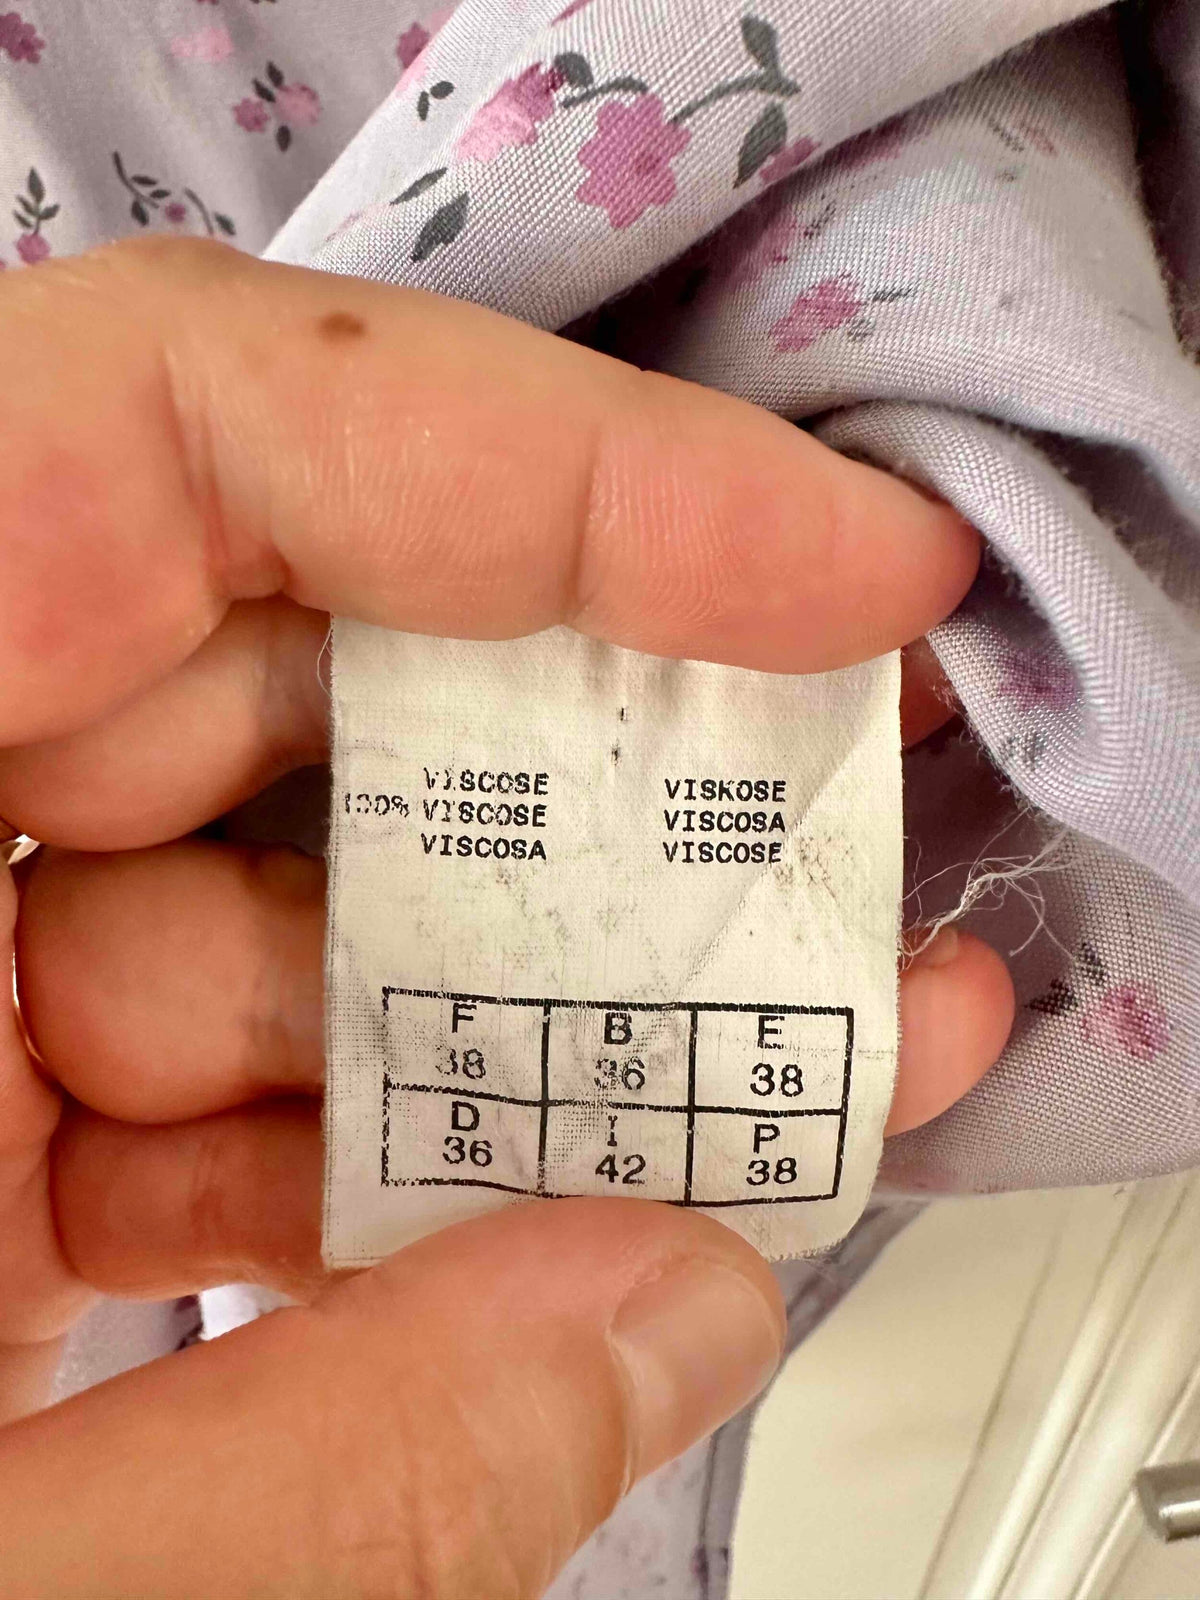 VISCOSE VISKOSE
100% VISCOSE VISCOSA
VISCOSA VISCOSE
F B E
38 36 38
D I P
36 42 38